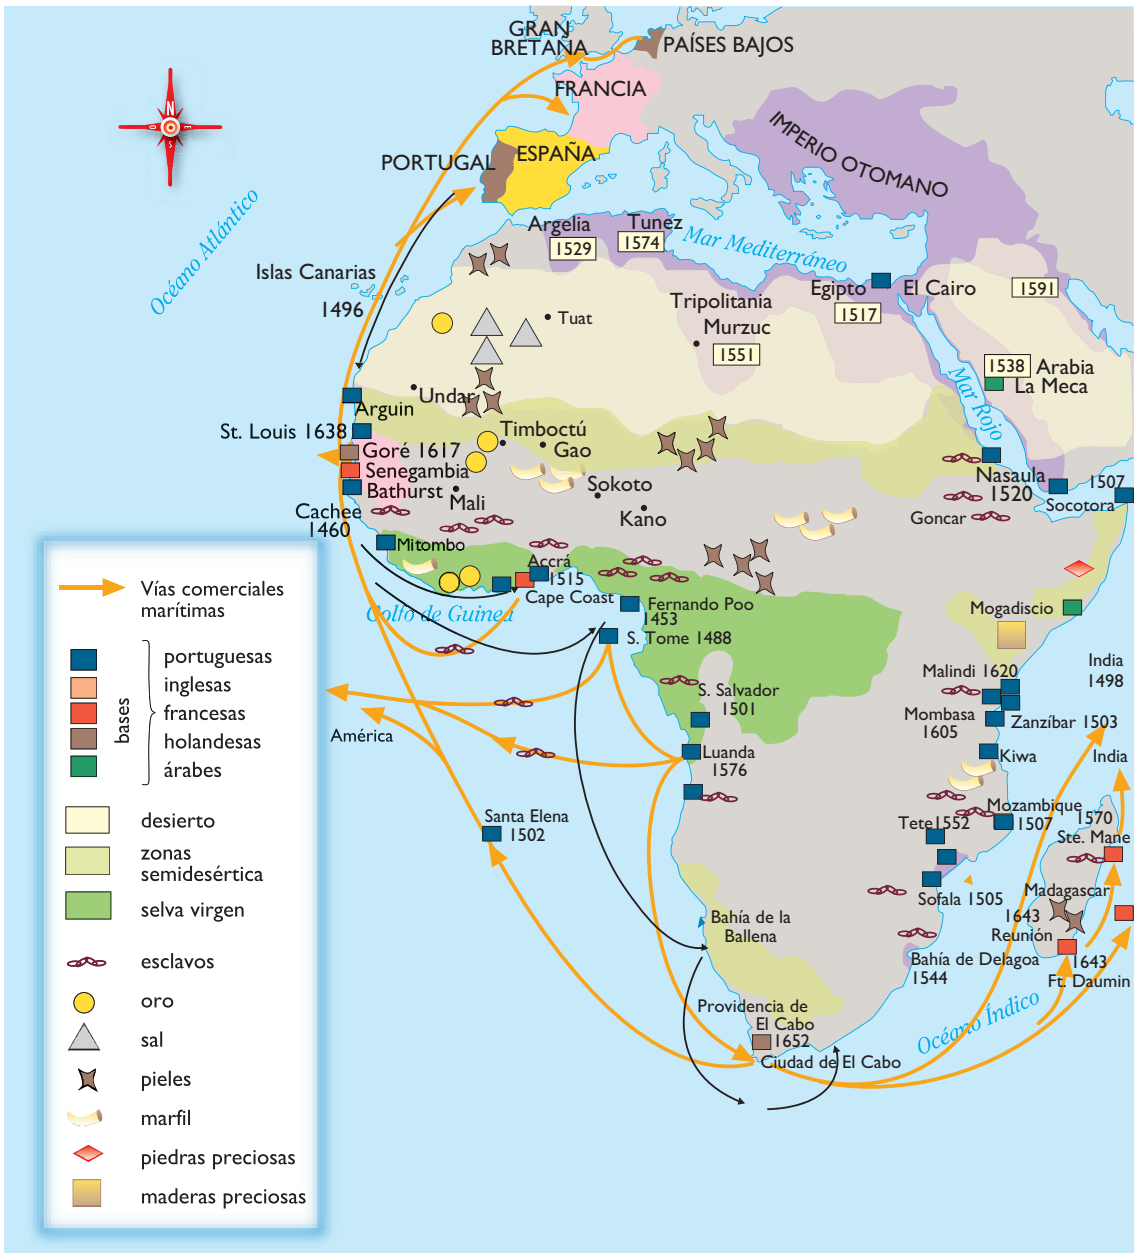 GRAN
BRETAÑA
PAÍSES BAJOS
FRANCIA
N
O
E
S
IMPERIO OTOMANO
PORTUGAL
ESPAÑA
Océano Atlántico
Argelia
1529
Tunez
1574
Mar Mediterráneo
Islas Canarias
1496
Egipto
1517
El Cairo
1591
Tripolitania
Murzuc
1551
Tuat
1538
Arabia
La Meca
Mar Rojo
Undar
Arguin
St. Louis 1638
Goré 1617
Senegambia
Bathurst
Timboctú
Gao
Mali
Sokoto
Kano
Nasaula
1520
1507
Socotora
Goncar
Cachee
1460
Mitombo
Accrá
1515
Cape Coast
Golfo de Guinea
Fernando Poo
1453
S. Tome 1488
Mogadiscio
Malindi 1620
India
1498
S. Salvador
1501
Mombasa
1605
Zanzíbar 1503
América
Luanda
1576
Kiwa
India
Santa Elena
1502
Mozambique
1507
1570
Ste. Mane
Tete1552
Sofala 1505
Madagascar
1643
Reunión
1643
Ft. Daumin
Bahía de la
Ballena
Bahía de Delagoa
1544
Océano Índico
Providencia de
El Cabo
1652
Ciudad de El Cabo
Vías comerciales
marítimas
bases
portuguesas
inglesas
francesas
holandesas
árabes
desierto
zonas
semidesértica
selva virgen
esclavos
oro
sal
pieles
marfil
piedras preciosas
maderas preciosas